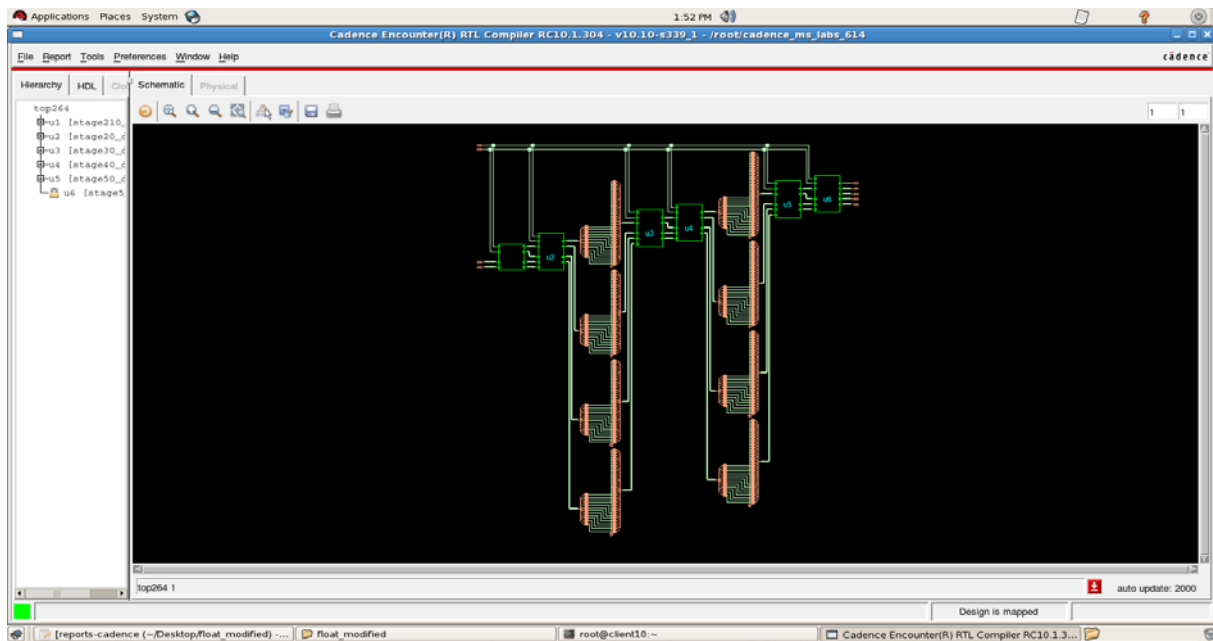 Applications Places System 1:52 PM
Cadence Encounter(R) RTL Compiler RC10.1.304 - v10.10-s339_1 - /root/cadence_ms_labs_614
File Report Tools Preferences Window Help
cādence
Hierarchy HDL Schematic Physical
1 1
top264
u1 [stage210_
u2 [stage20_
u3 [stage30_
u4 [stage40_
u5 [stage50_
u6 [stage5
u5 u6
u3 u4
u2
top264 1
auto update: 2000
Design is mapped
[reports-cadence (~/Desktop/float_modified) -... float_modified root@client10:~ Cadence Encounter(R) RTL Compiler RC10.1.3...